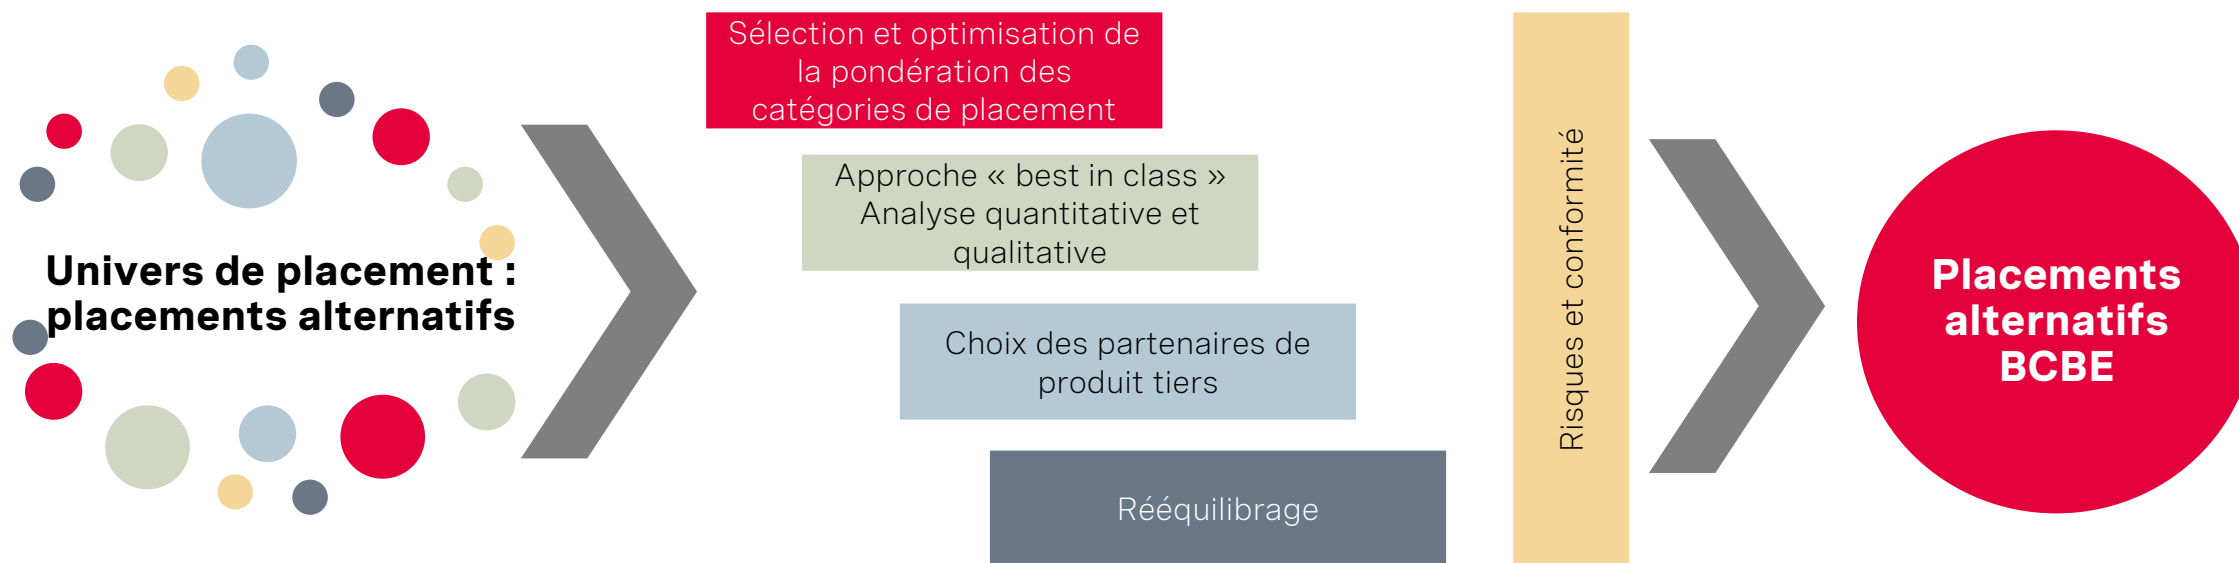 Univers de placement :
placements alternatifs
Sélection et optimisation de
la pondération des
catégories de placement
Approche « best in class »
Analyse quantitative et
qualitative
Choix des partenaires de
produit tiers
Rééquilibrage
Risques et conformité
Placements
alternatifs
BCBE